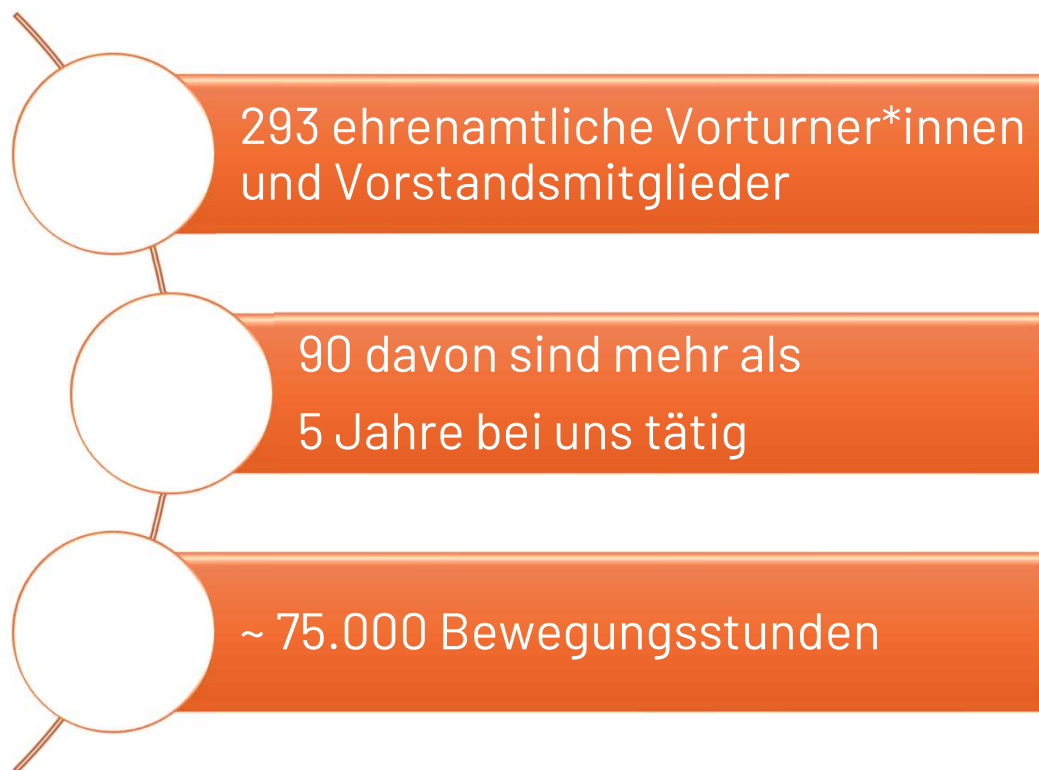 293 ehrenamtliche Vorturner*innen
und Vorstandsmitglieder
90 davon sind mehr als
5 Jahre bei uns tätig
~ 75.000 Bewegungsstunden